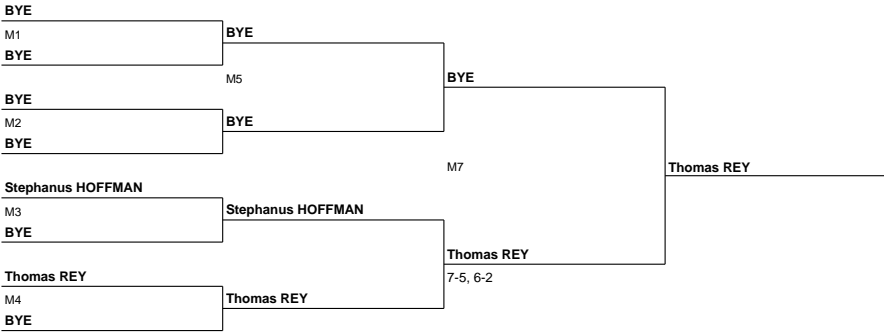 BYE
M1
BYE
BYE
M5
BYE
M2
BYE
BYE
BYE
M7
Thomas REY
Stephanus HOFFMAN
M3
BYE
Stephanus HOFFMAN
Thomas REY
7-5, 6-2
Thomas REY
M4
BYE
Thomas REY